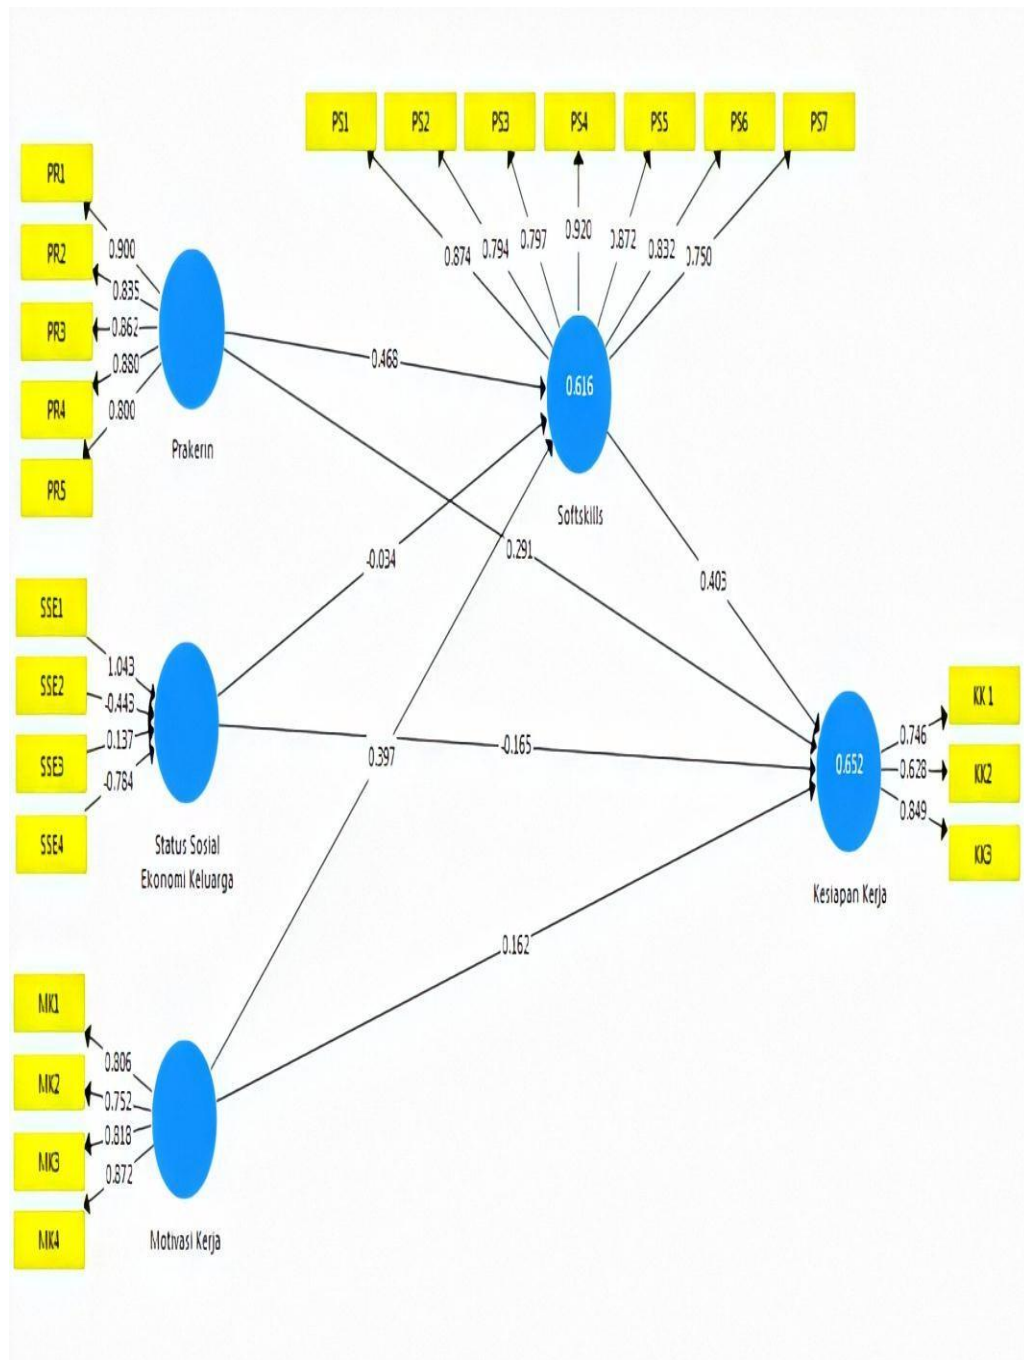 PS1 PS2 PS3 PS4 PS5 PS6 PS7
0.874 0.794 0.797 0.920 0.872 0.832 0.750
PR1
PR2
PR3
PR4
PR5
0.900
0.835
0.862
0.880
0.800
Prakerin
0.468
0.616
Softskills
-0.034
0.291
0.403
SSE1
SSE2
SSE3
SSE4
1.043
-0.443
0.137
-0.784
Status Sosial
Ekonomi Keluarga
0.397
-0.165
0.652
Kesiapan Kerja
0.746
0.628
0.849
KK 1
KK2
KK3
0.162
MK1
MK2
MK3
MK4
0.806
0.752
0.818
0.872
Motivasi Kerja